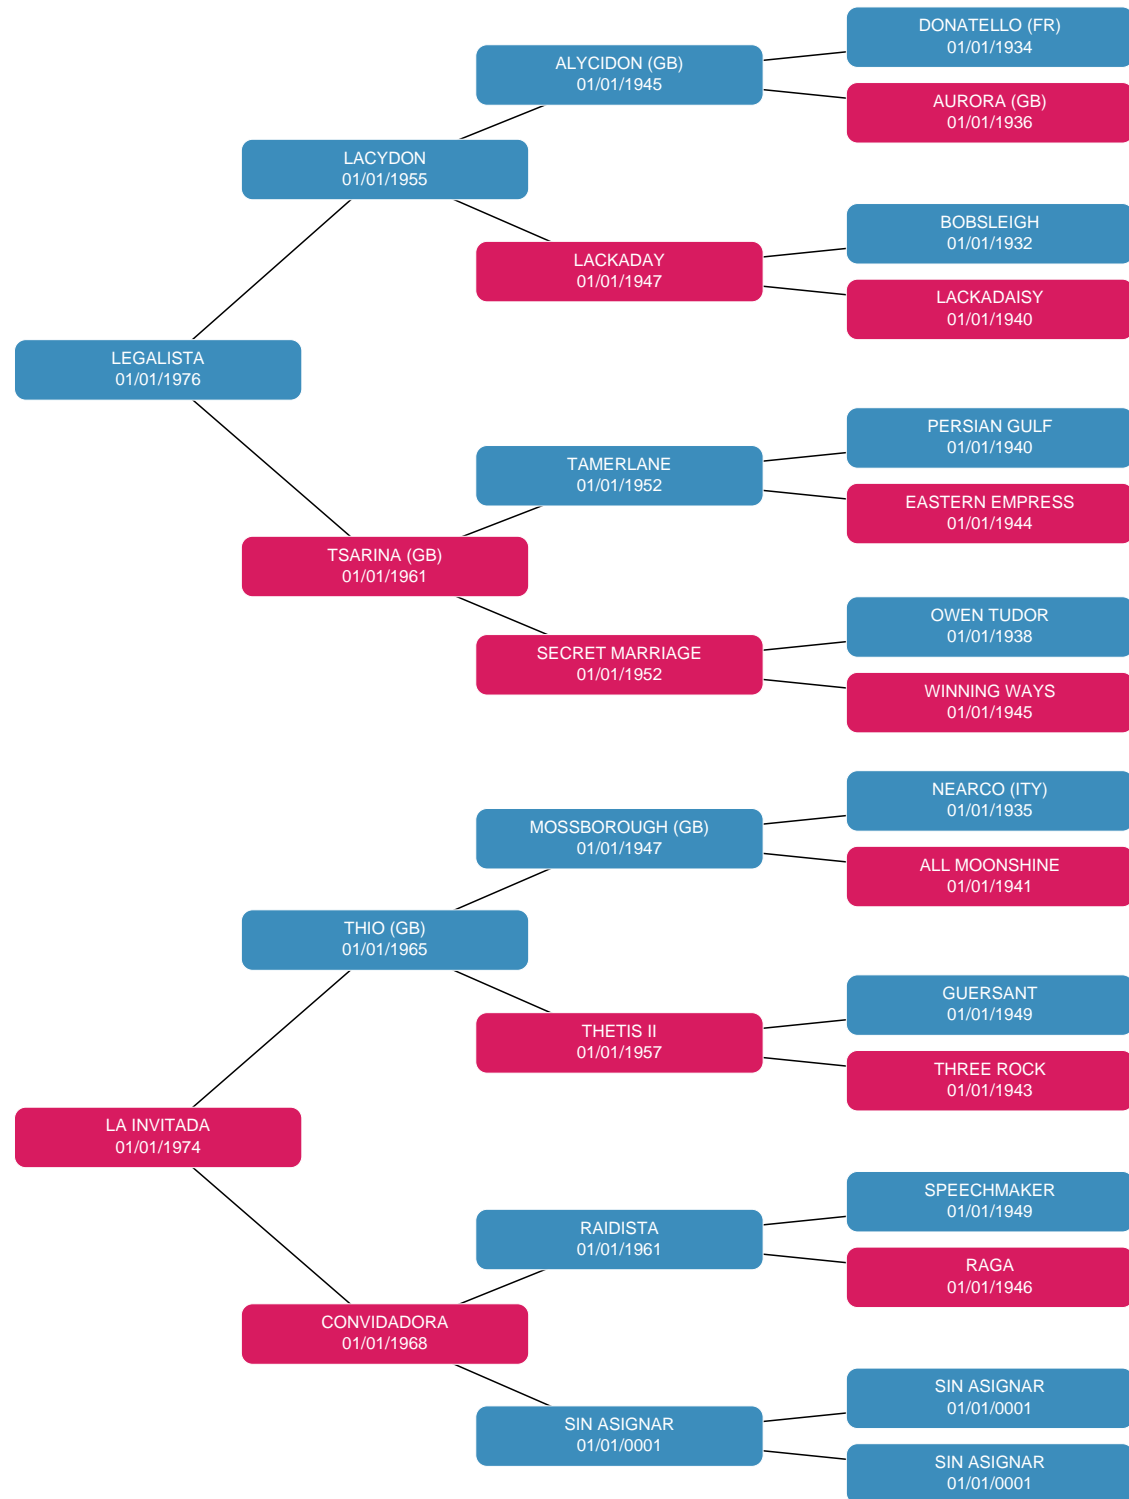 DONATELLO (FR)
01/01/1934
ALYCIDON (GB)
01/01/1945
AURORA (GB)
01/01/1936
LACYDON
01/01/1955
BOBSLEIGH
01/01/1932
LACKADAY
01/01/1947
LACKADAISY
01/01/1940
LEGALISTA
01/01/1976
PERSIAN GULF
01/01/1940
TAMERLANE
01/01/1952
EASTERN EMPRESS
01/01/1944
TSARINA (GB)
01/01/1961
OWEN TUDOR
01/01/1938
SECRET MARRIAGE
01/01/1952
WINNING WAYS
01/01/1945
NEARCO (ITY)
01/01/1935
MOSSBOROUGH (GB)
01/01/1947
ALL MOONSHINE
01/01/1941
THIO (GB)
01/01/1965
GUERSANT
01/01/1949
THETIS II
01/01/1957
THREE ROCK
01/01/1943
LA INVITADA
01/01/1974
SPEECHMAKER
01/01/1949
RAIDISTA
01/01/1961
RAGA
01/01/1946
CONVIDADORA
01/01/1968
SIN ASIGNAR
01/01/0001
SIN ASIGNAR
01/01/0001
SIN ASIGNAR
01/01/0001